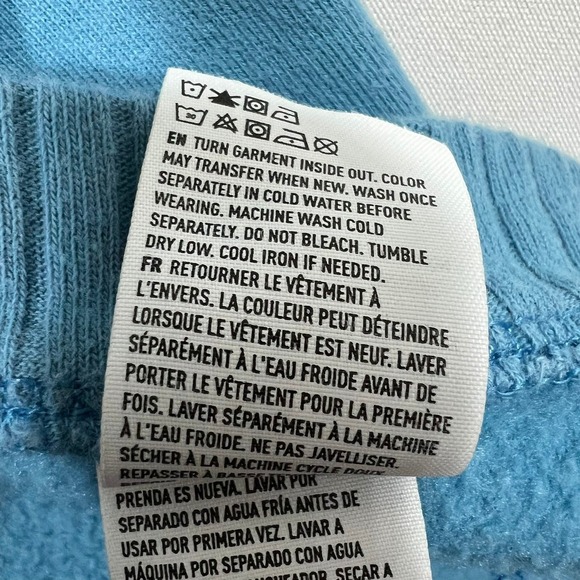 30
EN TURN GARMENT INSIDE OUT. COLOR
MAY TRANSFER WHEN NEW. WASH ONCE
SEPARATELY IN COLD WATER BEFORE
WEARING. MACHINE WASH COLD
SEPARATELY. DO NOT BLEACH. TUMBLE
DRY LOW. COOL IRON IF NEEDED.
FR RETOURNER LE VÊTEMENT À
L'ENVERS. LA COULEUR PEUT DÉTEINDRE
LORSQUE LE VÊTEMENT EST NEUF. LAVER
SÉPARÉMENT À L'EAU FROIDE AVANT DE
PORTER LE VÊTEMENT POUR LA PREMIÈRE
FOIS. LAVER SÉPARÉMENT À LA MACHINE
À L'EAU FROIDE. NE PAS JAVELLISER.
SÉCHER À LA MACHINE CYCLE DOUX.
REPASSER À
PRENDA ES NUEVA. LAVAR POR
SEPARADO CON AGUA FRÍA ANTES DE
USAR POR PRIMERA VEZ. LAVAR A
MÁQUINA POR SEPARADO CON AGUA
SECAR A